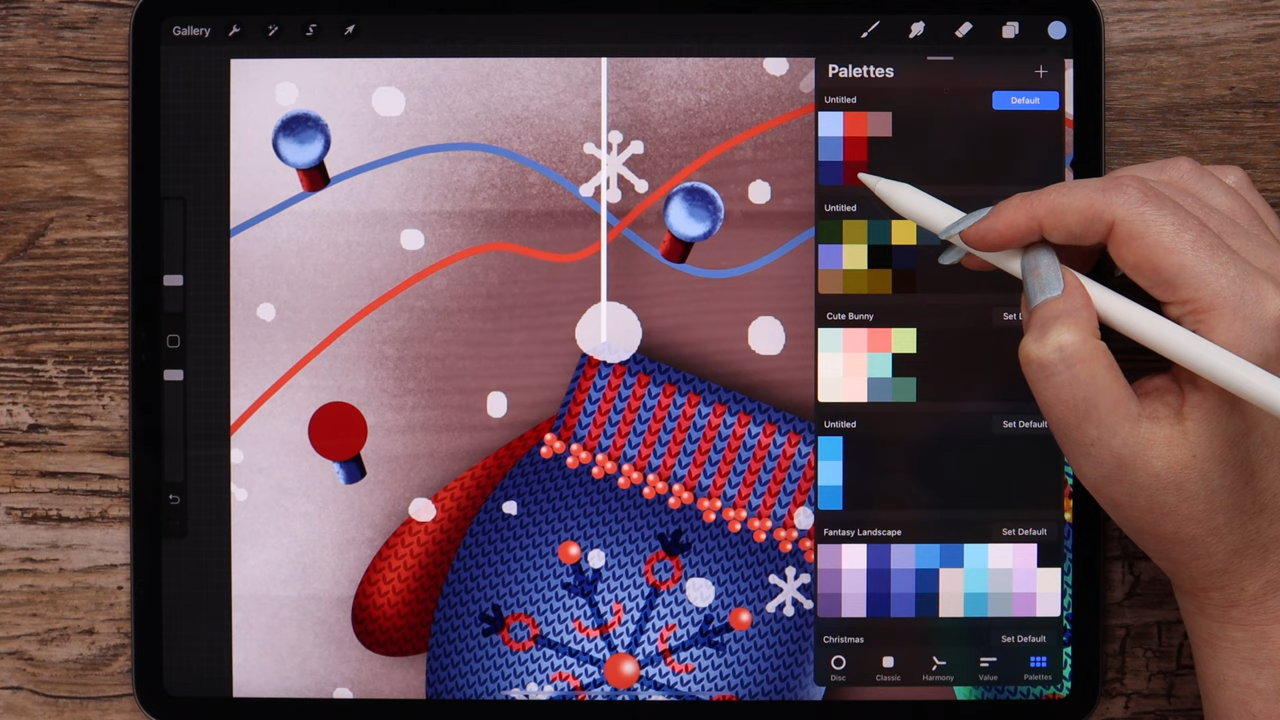 Gallery
Palettes
Untitled
Default
Untitled
Cute Bunny
Set
Untitled
Set Default
Fantasy Landscape
Set Default
Christmas
Set Default
Disc
Classic
Harmony
Value
Palettes